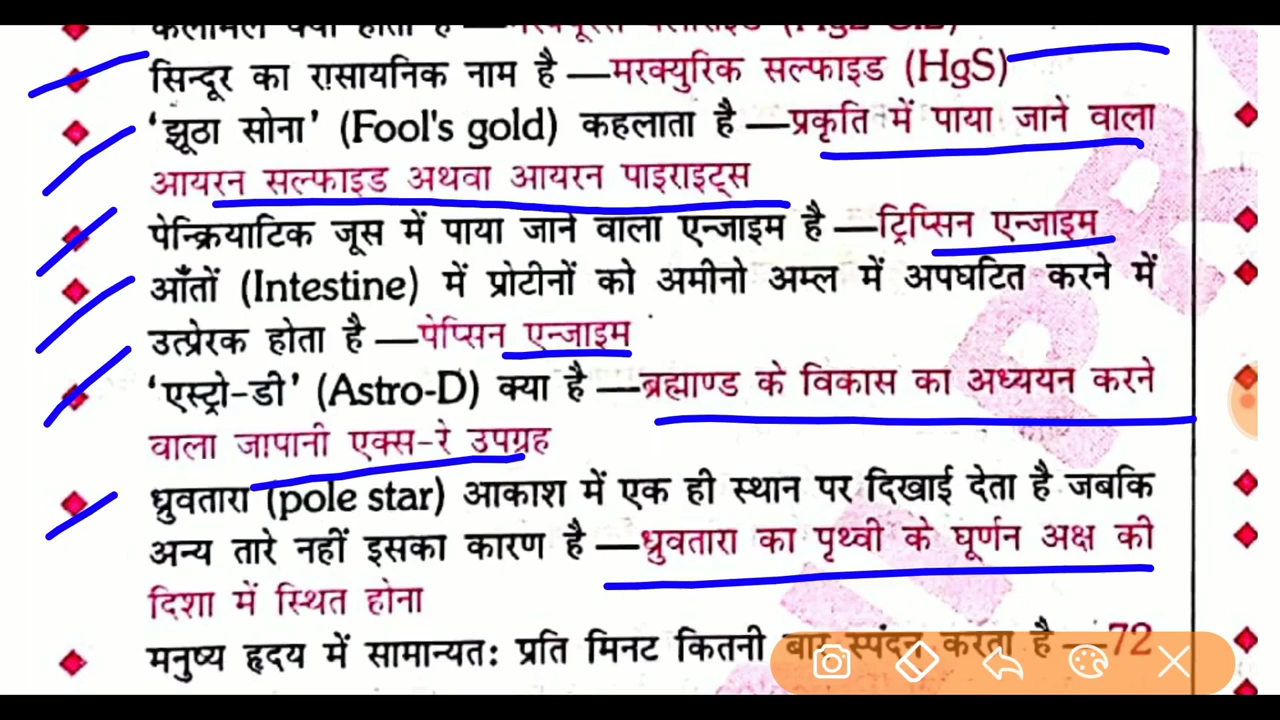 सिन्दूर का रासायनिक नाम है —मरक्युरिक सल्फाइड (HgS)
‘झूठा सोना’ (Fool's gold) कहलाता है —प्रकृति में पाया जाने वाला
आयरन सल्फाइड अथवा आयरन पाइराइट्स
पेन्क्रियाटिक जूस में पाया जाने वाला एन्जाइम है —ट्रिप्सिन एन्जाइम
आँतों (Intestine) में प्रोटीनों को अमीनो अम्ल में अपघटित करने में
उत्प्रेरक होता है —पेप्सिन एन्जाइम
‘एस्ट्रो-डी’ (Astro-D) क्या है —ब्रह्माण्ड के विकास का अध्ययन करने
वाला जापानी एक्स-रे उपग्रह
ध्रुवतारा (pole star) आकाश में एक ही स्थान पर दिखाई देता है जबकि
अन्य तारे नहीं इसका कारण है —ध्रुवतारा का पृथ्वी के घूर्णन अक्ष की
दिशा में स्थित होना
मनुष्य हृदय में सामान्यत: प्रति मिनट कितनी बार स्पंदन करता है —72